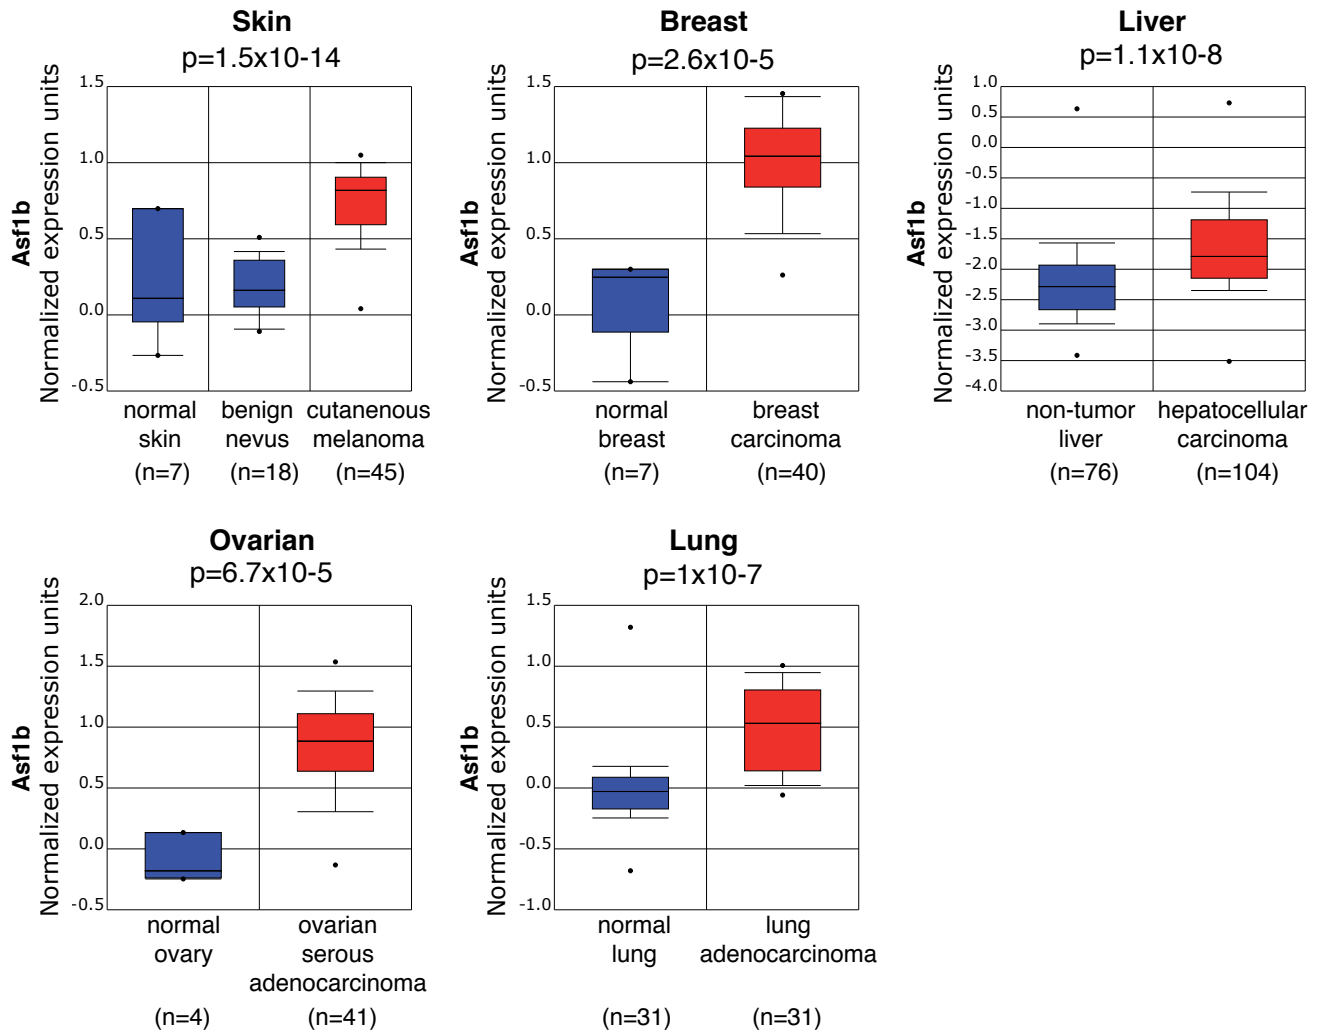 Skin
p=1.5x10-14
Asf1b
Normalized expression units
1.5
1.0
0.5
0.0
-0.5
normal
skin
(n=7)
benign
nevus
(n=18)
cutanenous
melanoma
(n=45)
Breast
p=2.6x10-5
Asf1b
Normalized expression units
1.5
1.0
0.5
0.0
-0.5
normal
breast
(n=7)
breast
carcinoma
(n=40)
Liver
p=1.1x10-8
Asf1b
Normalized expression units
1.0
0.5
0.0
-0.5
-1.0
-1.5
-2.0
-2.5
-3.0
-3.5
-4.0
non-tumor
liver
(n=76)
hepatocellular
carcinoma
(n=104)
Ovarian
p=6.7x10-5
Asf1b
Normalized expression units
2.0
1.5
1.0
0.5
0.0
-0.5
normal
ovary
(n=4)
ovarian
serous
adenocarcinoma
(n=41)
Lung
p=1x10-7
Asf1b
Normalized expression units
1.5
1.0
0.5
0.0
-0.5
-1.0
normal
lung
(n=31)
lung
adenocarcinoma
(n=31)